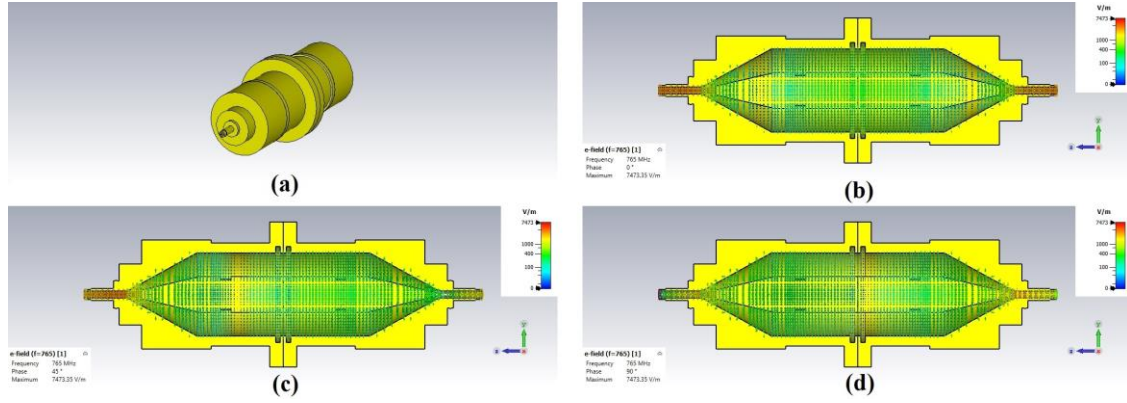 V/m
7473
1000
400
100
0
e-field (f=765) [1]
Frequency 765 MHz
Phase 0 °
Maximum 7473.35 V/m
(a)
(b)
V/m
7473
1000
400
100
0
e-field (f=765) [1]
Frequency 765 MHz
Phase 45 °
Maximum 7473.35 V/m
(c)
V/m
7473
1000
400
100
0
e-field (f=765) [1]
Frequency 765 MHz
Phase 90 °
Maximum 7473.35 V/m
(d)